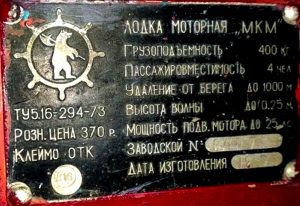 ЛОДКА МОТОРНАЯ "МКМ"
ГРУЗОПОДЪЕМНОСТЬ 400 КГ
ПАССАЖИРОВМЕСТИМОСТЬ 4 ЧЕЛ
УДАЛЕНИЕ ОТ БЕРЕГА ДО 1000 М
ВЫСОТА ВОЛНЫ ДО 0,25 М.
МОЩНОСТЬ ПОДВ. МОТОРА ДО 25 ЛС
ЗАВОДСКОЙ №
ДАТА ИЗГОТОВЛЕНИЯ
ТУ5.16-294-73
РОЗН. ЦЕНА 370 Р.
КЛЕЙМО ОТК